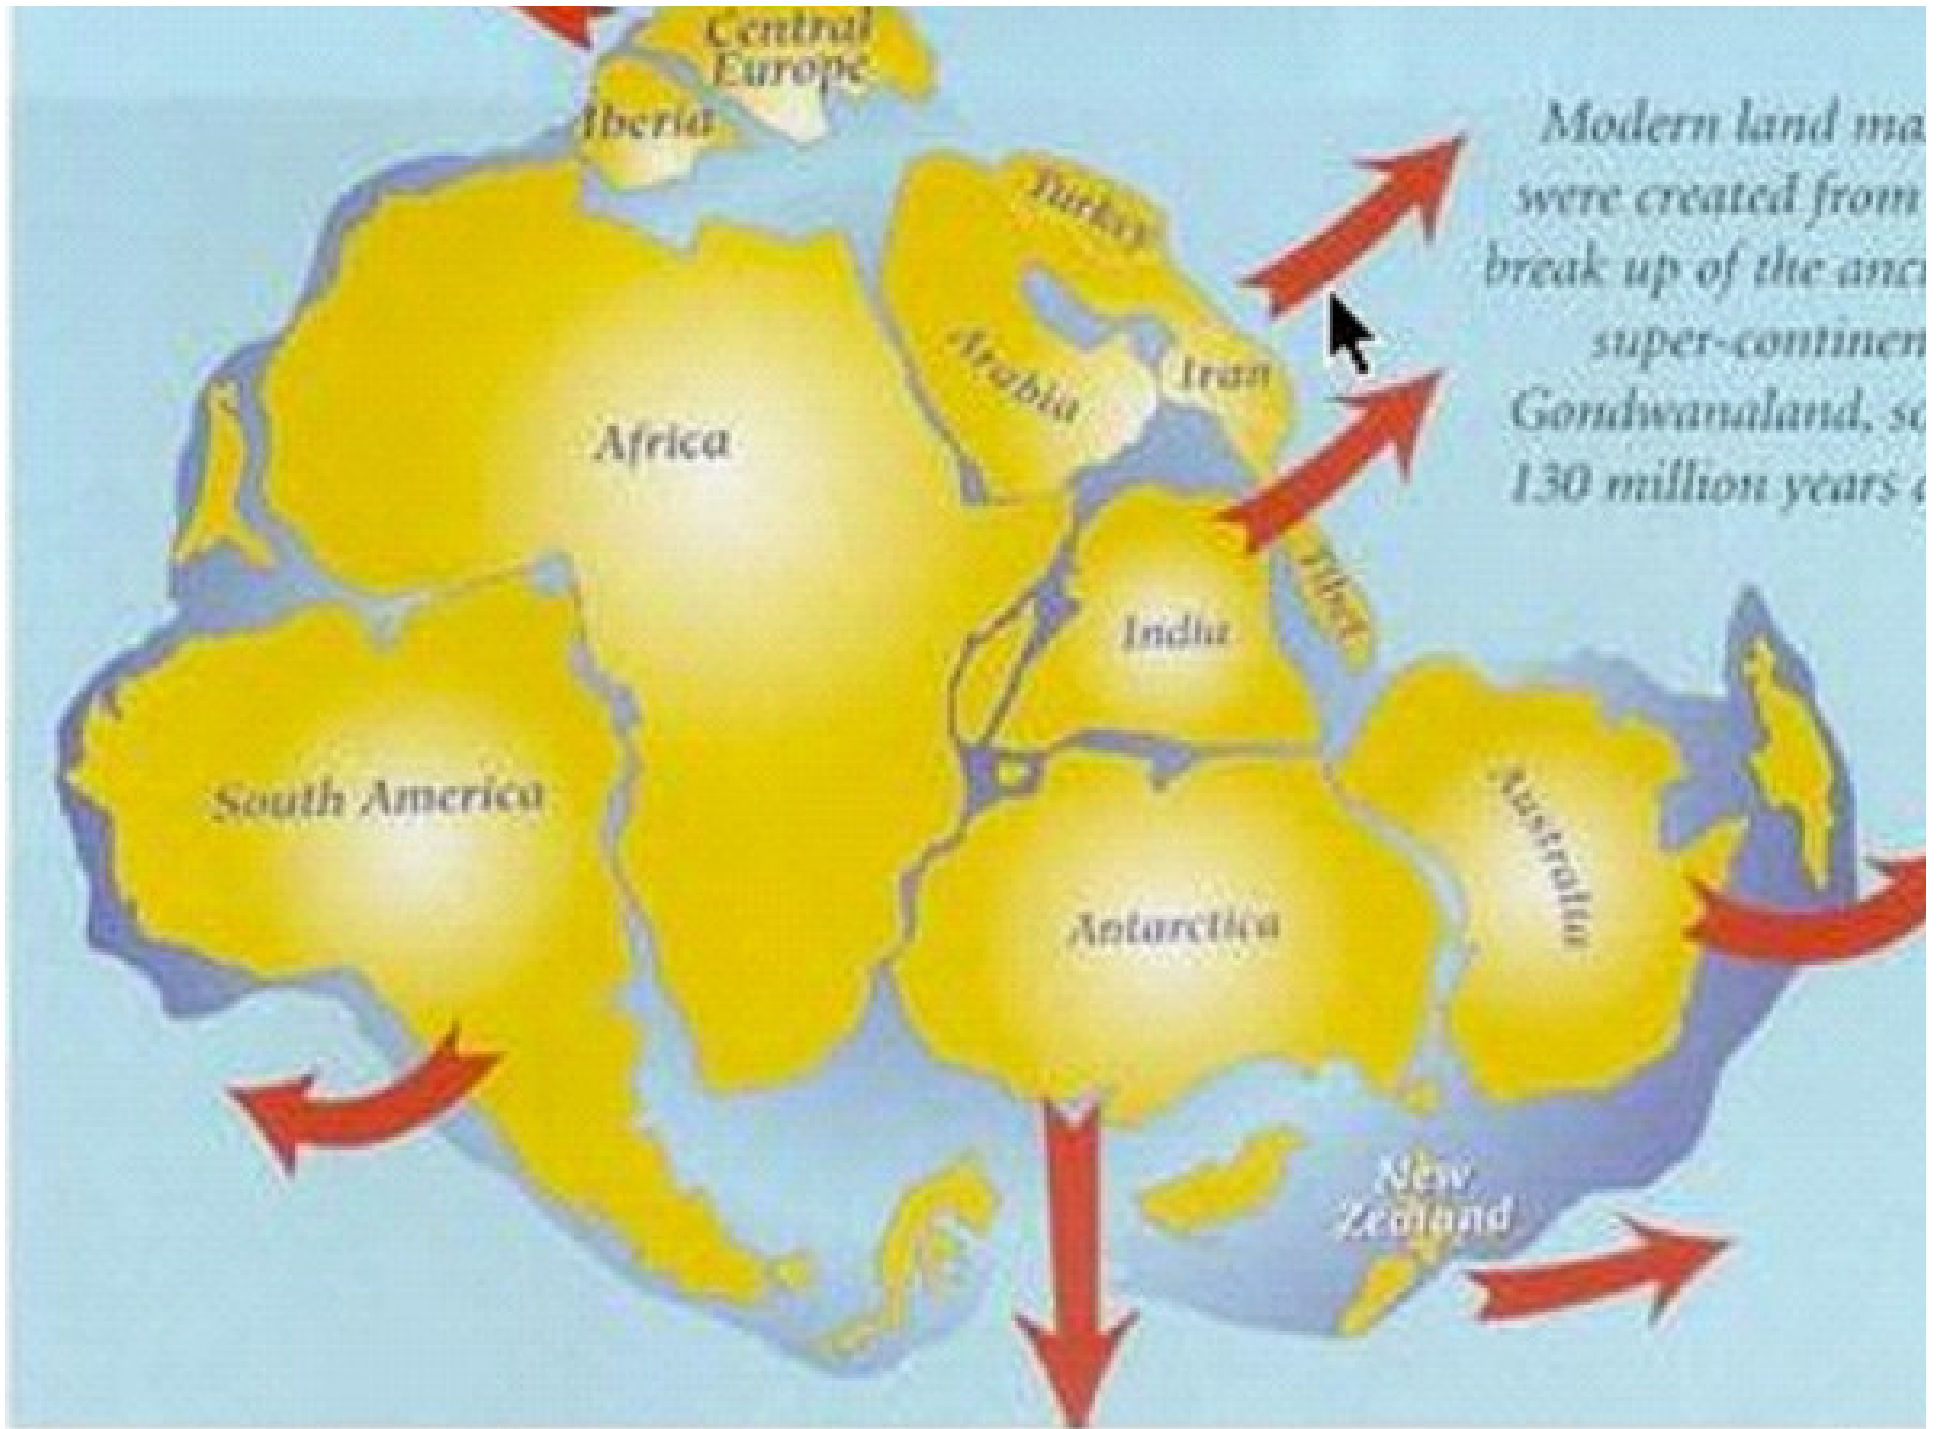 Central
Europe
Iberia
Modern land ma
were created from
break up of the anci
super-continen
Gondwanaland, so
130 million years a
Turkey
Arabia
Iran
Africa
Tibet
India
South America
Australia
Antarctica
New
Zealand